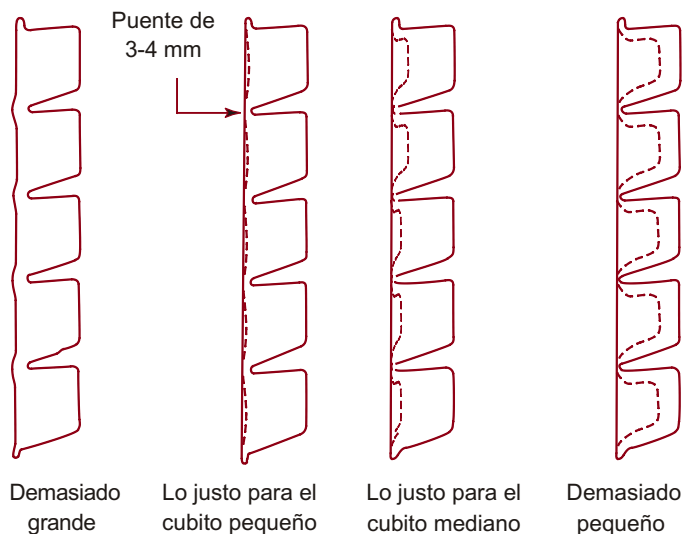 Puente de
3-4 mm
Demasiado
grande
Lo justo para el
cubito pequeño
Lo justo para el
cubito mediano
Demasiado
pequeño